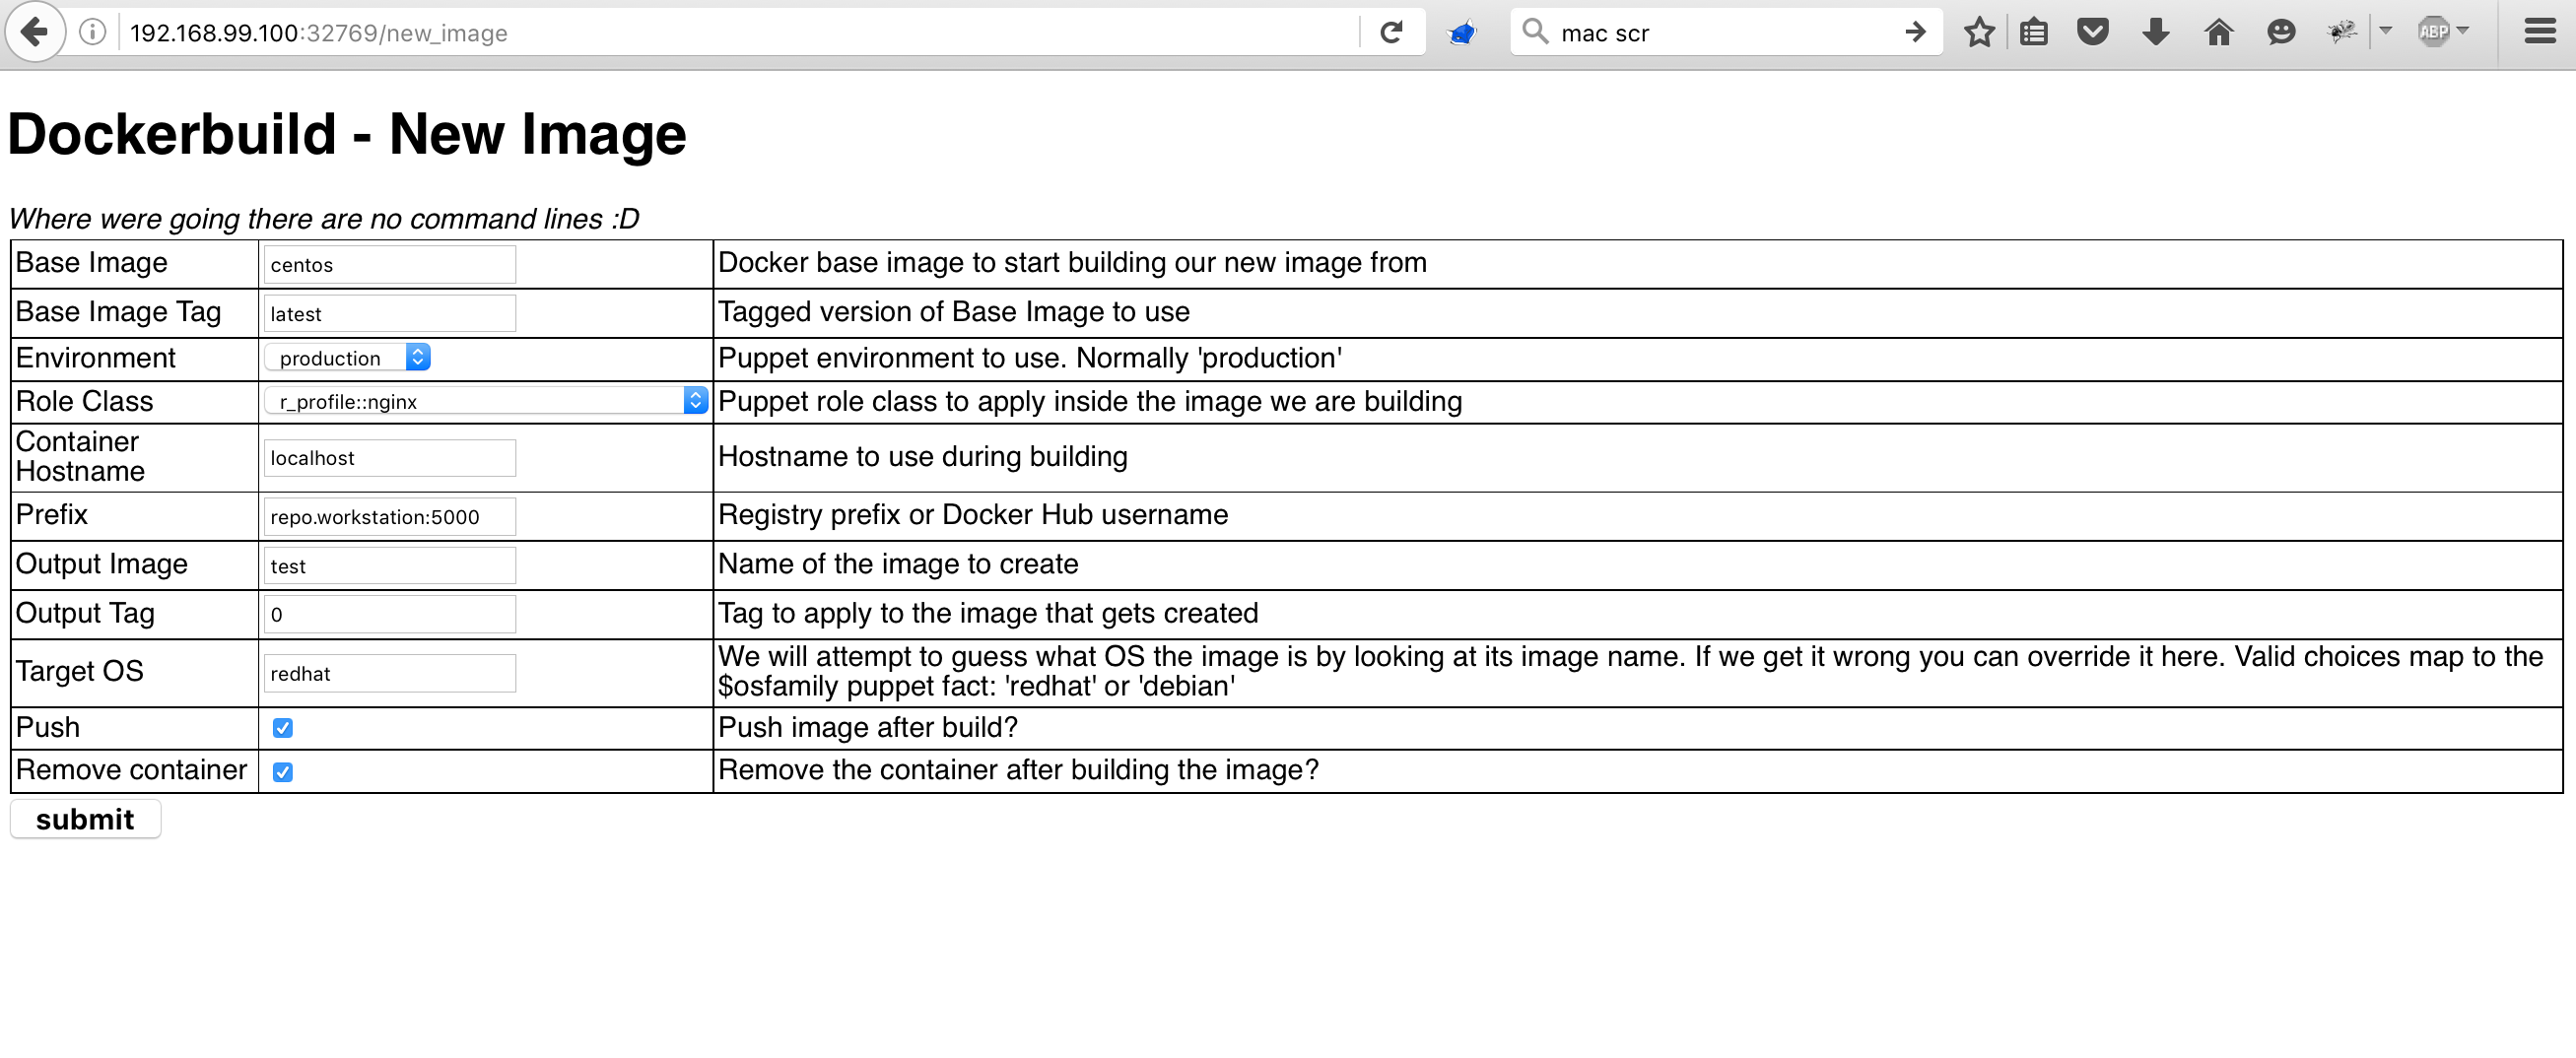 192.168.99.100:32769/new_image
mac scr
ABP
Dockerbuild - New Image
Where were going there are no command lines :D
Base Image centos Docker base image to start building our new image from
Base Image Tag latest Tagged version of Base Image to use
Environment production Puppet environment to use. Normally 'production'
Role Class r_profile::nginx Puppet role class to apply inside the image we are building
Container
Hostname localhost Hostname to use during building
Prefix repo.workstation:5000 Registry prefix or Docker Hub username
Output Image test Name of the image to create
Output Tag 0 Tag to apply to the image that gets created
Target OS redhat We will attempt to guess what OS the image is by looking at its image name. If we get it wrong you can override it here. Valid choices map to the
$osfamily puppet fact: 'redhat' or 'debian'
Push Push image after build?
Remove container Remove the container after building the image?
submit